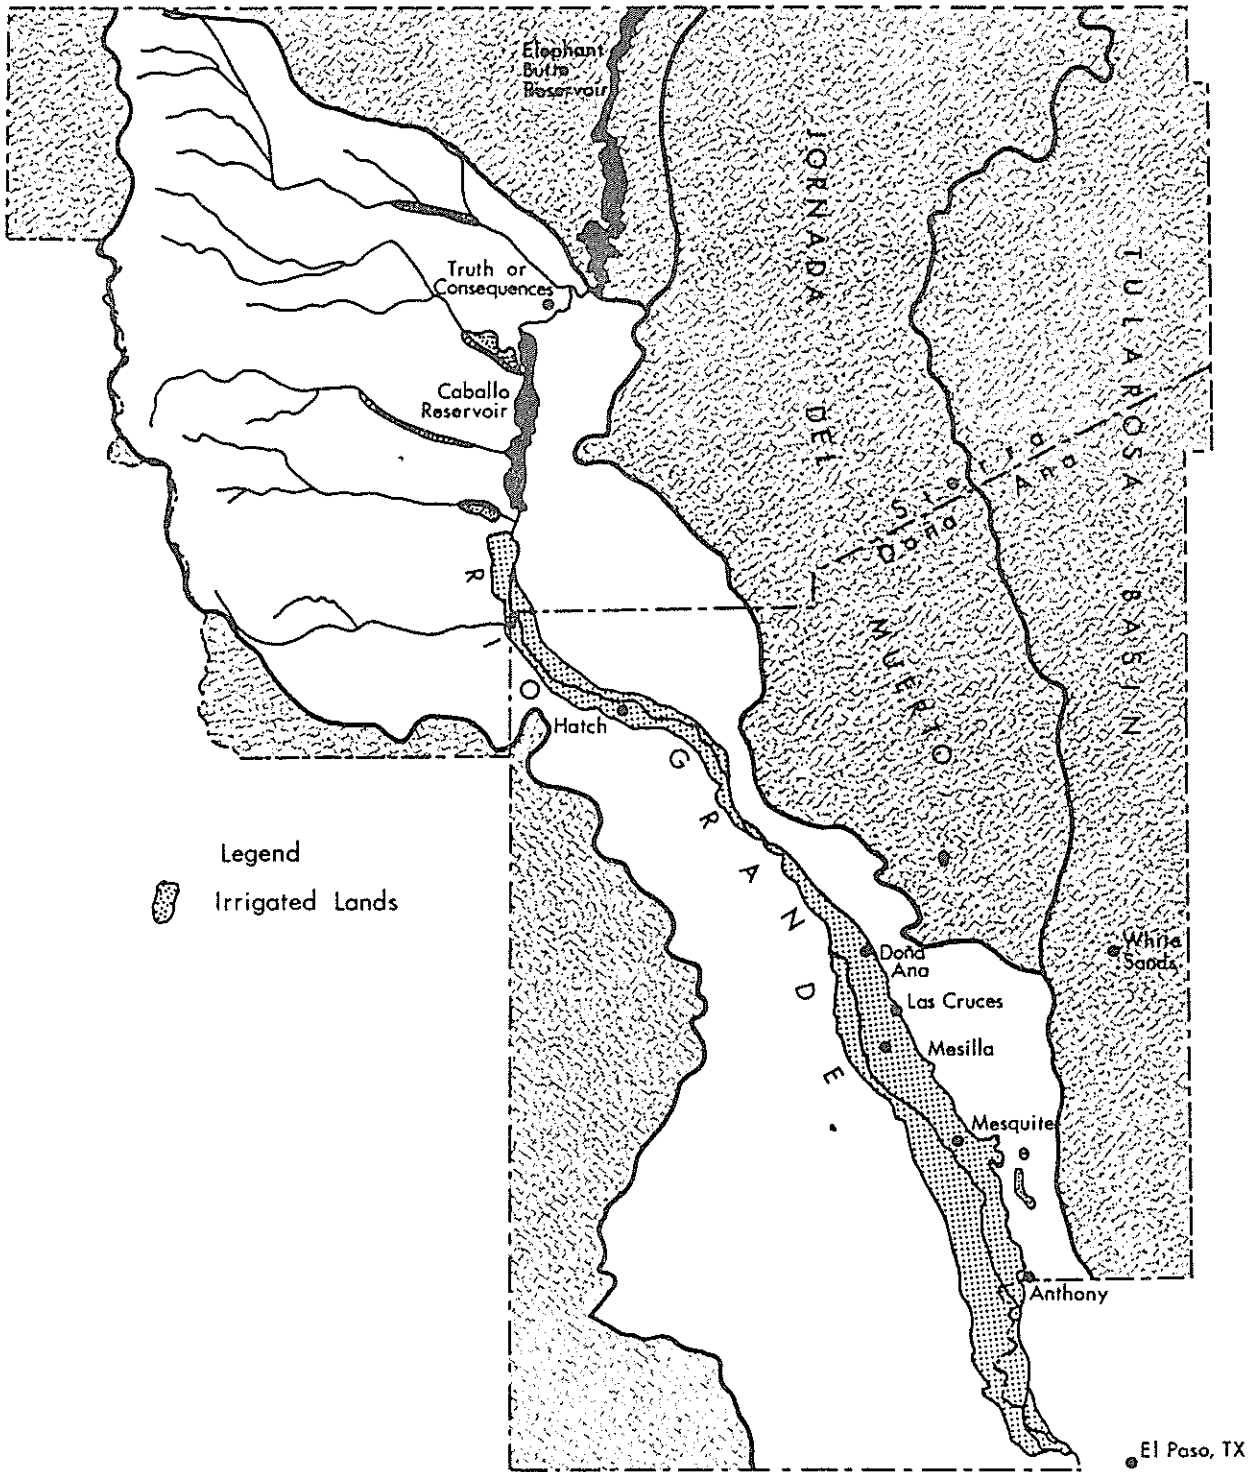 Elephant
Butte
Reservoir
JORNADA DEL MUERTO
TULAROSA BASIN
Truth or
Consequences
Caballo
Reservoir
Doña Ana
RIO GRANDE
Hatch
Legend
Irrigated Lands
Doña
Ana
White
Sands
Las Cruces
Mesilla
Mesquite
Anthony
El Paso, TX